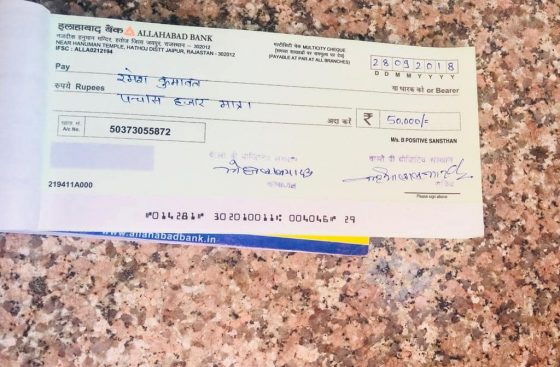 इलाहाबाद बैंक ALLAHABAD BANK
NEAR HANUMAN TEMPLE, HATHOJ DISTT JAIPUR, RAJASTAN - 302012
IFSC : ALLA0212194
मल्टीसिटी चेक MULTICITY CHEQUE
(PAYABLE AT PAR AT ALL BRANCHES)
28092018
D D M M Y Y Y Y
Pay रमेश कुमावत या धारक को or Bearer
रुपये Rupees पच्चास हजार मात्र।
अदा करें ₹ 50,000/=
A/c No. 50373055872
M/s B POSITIVE SANSTHAN
219411A000
Please sign above
⑈014281⑈ 302010011⑆ 004046⑈ 29
www.allahabadbank.in